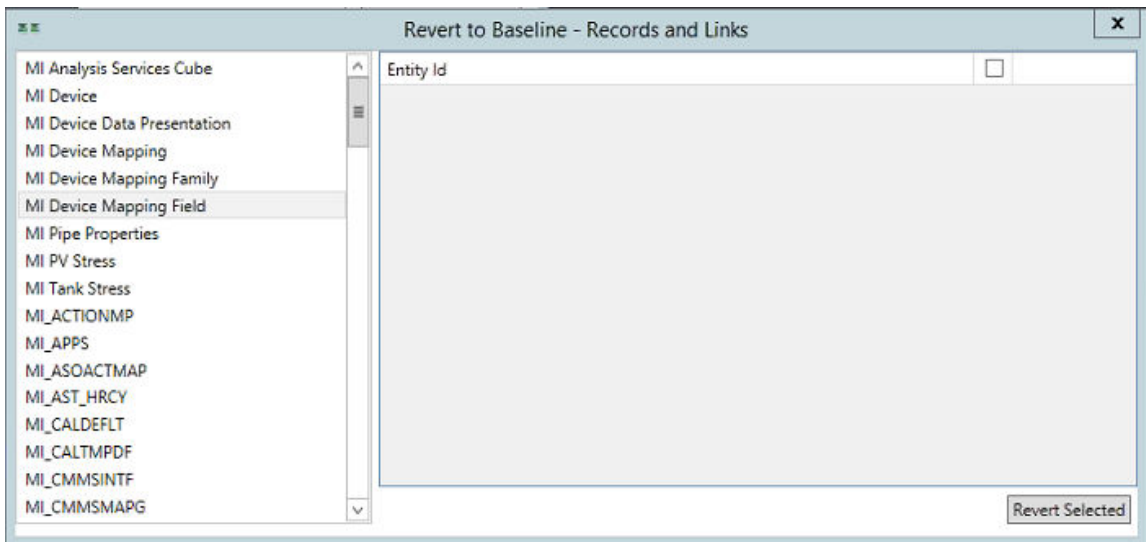 Revert to Baseline - Records and Links
x
MI Analysis Services Cube
MI Device
MI Device Data Presentation
MI Device Mapping
MI Device Mapping Family
MI Device Mapping Field
MI Pipe Properties
MI PV Stress
MI Tank Stress
MI_ACTIONMP
MI_APPS
MI_ASOACTMAP
MI_AST_HRCY
MI_CALDEFLT
MI_CALTMPDF
MI_CMMSINTF
MI_CMMSMAPG
Entity Id
Revert Selected